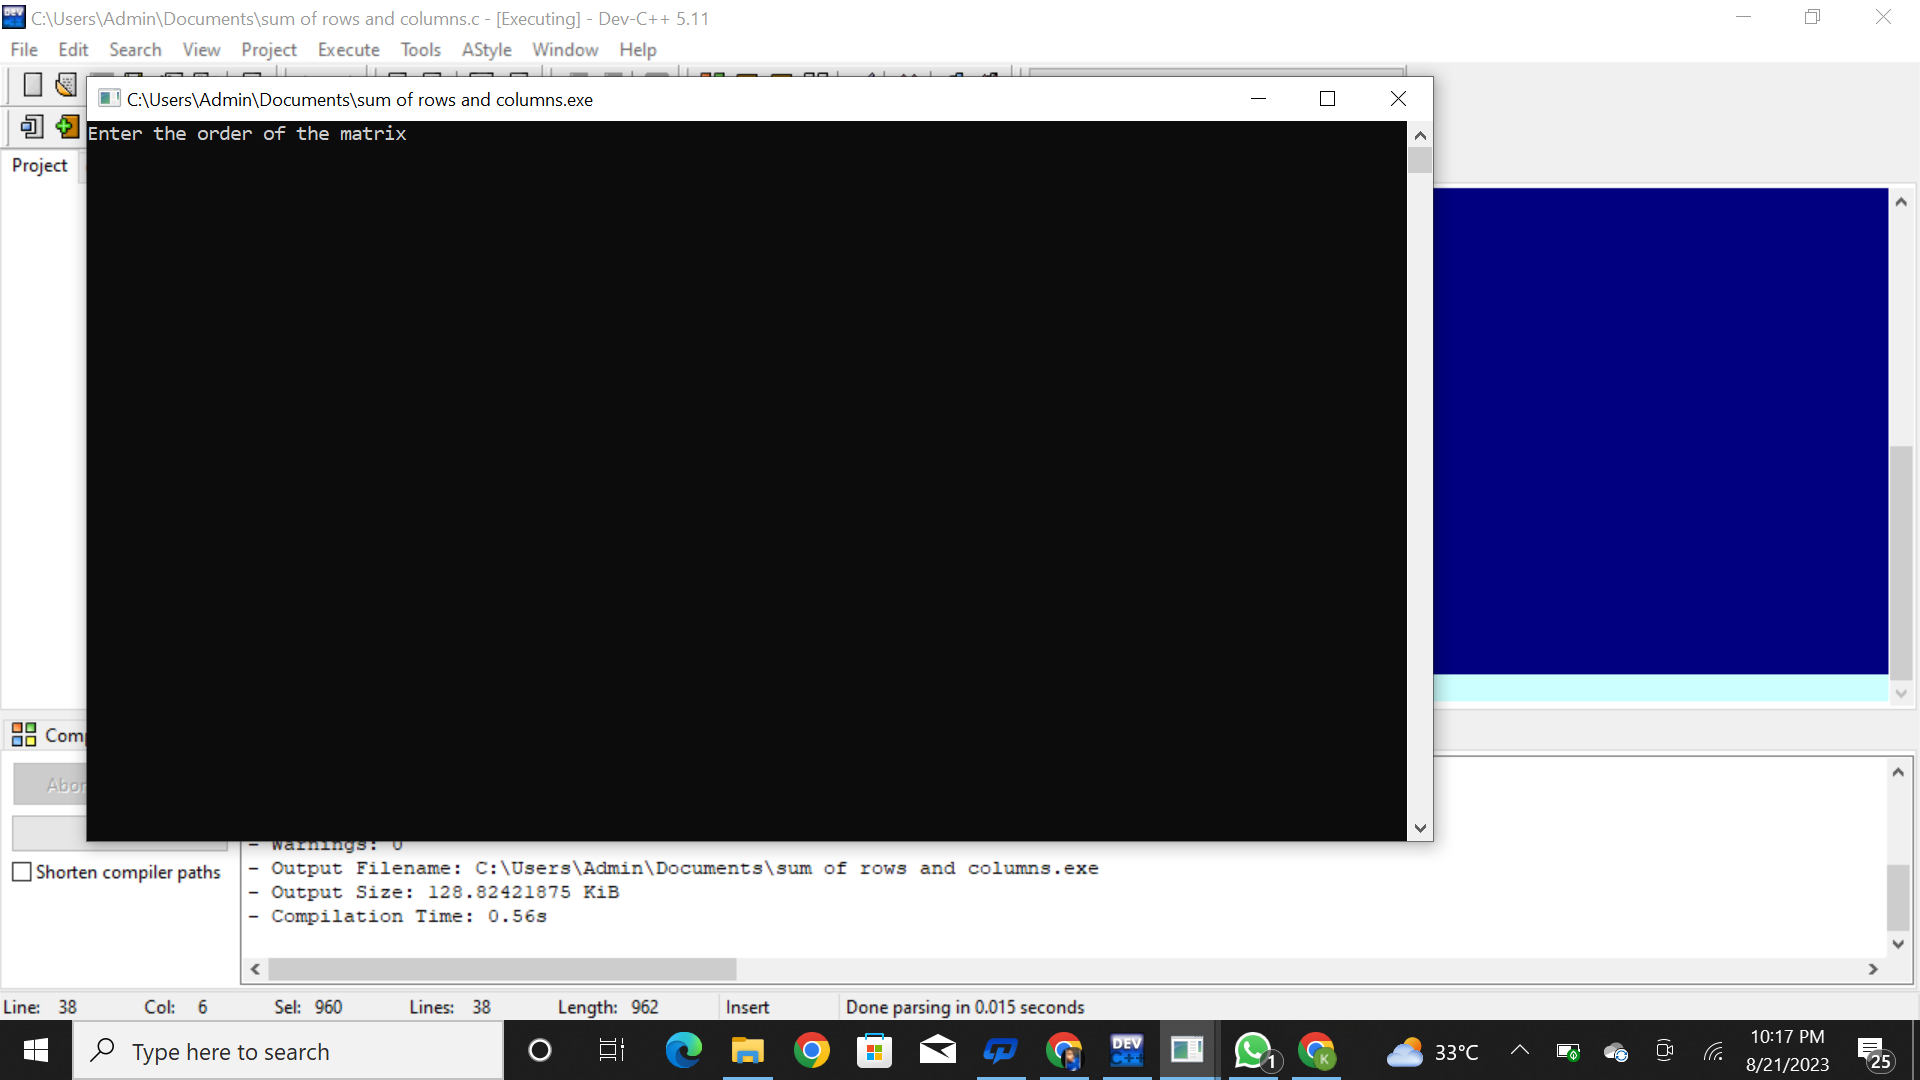 C:\Users\Admin\Documents\sum of rows and columns.c - [Executing] - Dev-C++ 5.11
File Edit Search View Project Execute Tools AStyle Window Help
C:\Users\Admin\Documents\sum of rows and columns.exe
Enter the order of the matrix
Project
Comp
Abor
- Warnings: 0
Shorten compiler paths
- Output Filename: C:\Users\Admin\Documents\sum of rows and columns.exe
- Output Size: 128.82421875 KiB
- Compilation Time: 0.56s
Line: 38 Col: 6 Sel: 960 Lines: 38 Length: 962 Insert Done parsing in 0.015 seconds
Type here to search
DEV C++
1
K
33°C
10:17 PM
8/21/2023
25